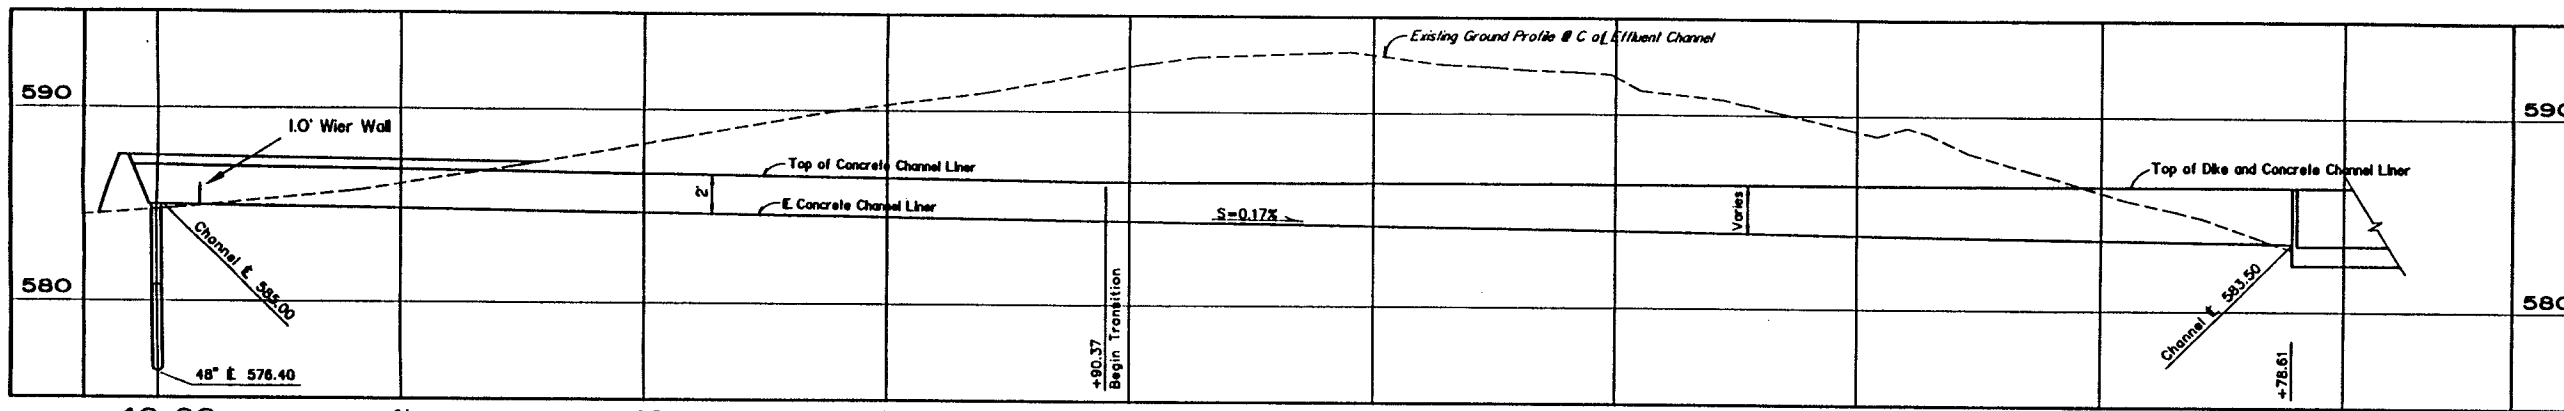 Existing Ground Profile @ C of Effluent Channel
590
590
1.0' Wier Wall
Top of Concrete Channel Liner
Top of Dike and Concrete Channel Liner
2'
E Concrete Channel Liner
S=0.17%
Varies
Channel E 585.00
Channel E 583.50
580
580
+90.37
Begin Transition
+78.61
48" E 576.40